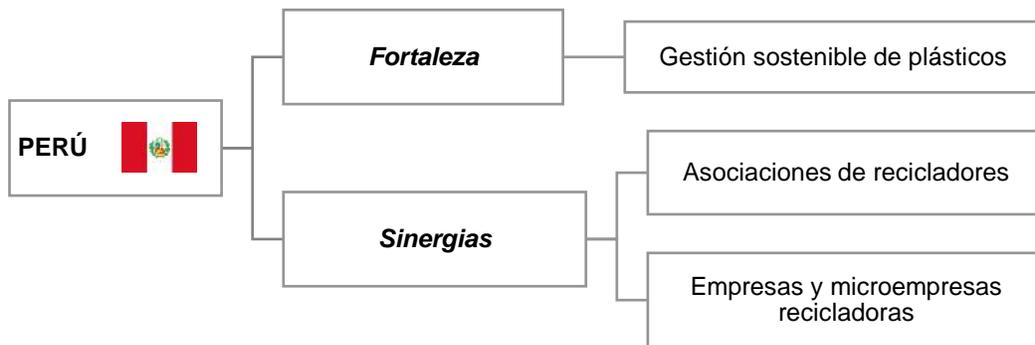 Fortaleza
Gestión sostenible de plásticos
PERÚ
Sinergias
Asociaciones de recicladores
Empresas y microempresas
recicladoras